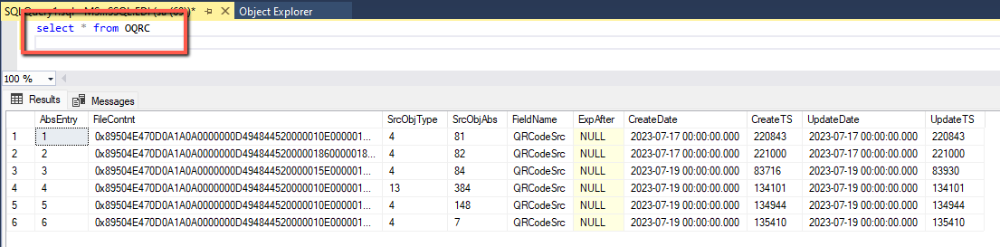 SQLQuery1.sql - MS...SSQL.EDI (sa (69))* Object Explorer
select * from OQRC
100 %
Results Messages
AbsEntry FileContnt SrcObjType SrcObjAbs FieldName ExpAfter CreateDate CreateTS UpdateDate UpdateTS
1 1 0x89504E470D0A1A0A0000000D494844520000010E000001... 4 81 QRCodeSrc NULL 2023-07-17 00:00:00.000 220843 2023-07-17 00:00:00.000 220843
2 2 0x89504E470D0A1A0A0000000D49484452000001860000018... 4 82 QRCodeSrc NULL 2023-07-17 00:00:00.000 221000 2023-07-17 00:00:00.000 221000
3 3 0x89504E470D0A1A0A0000000D494844520000015E000001... 4 84 QRCodeSrc NULL 2023-07-19 00:00:00.000 83716 2023-07-19 00:00:00.000 83930
4 4 0x89504E470D0A1A0A0000000D494844520000010E000001... 13 384 QRCodeSrc NULL 2023-07-19 00:00:00.000 134101 2023-07-19 00:00:00.000 134101
5 5 0x89504E470D0A1A0A0000000D494844520000010E000001... 4 148 QRCodeSrc NULL 2023-07-19 00:00:00.000 134944 2023-07-19 00:00:00.000 134944
6 6 0x89504E470D0A1A0A0000000D494844520000010E000001... 4 7 QRCodeSrc NULL 2023-07-19 00:00:00.000 135410 2023-07-19 00:00:00.000 135410